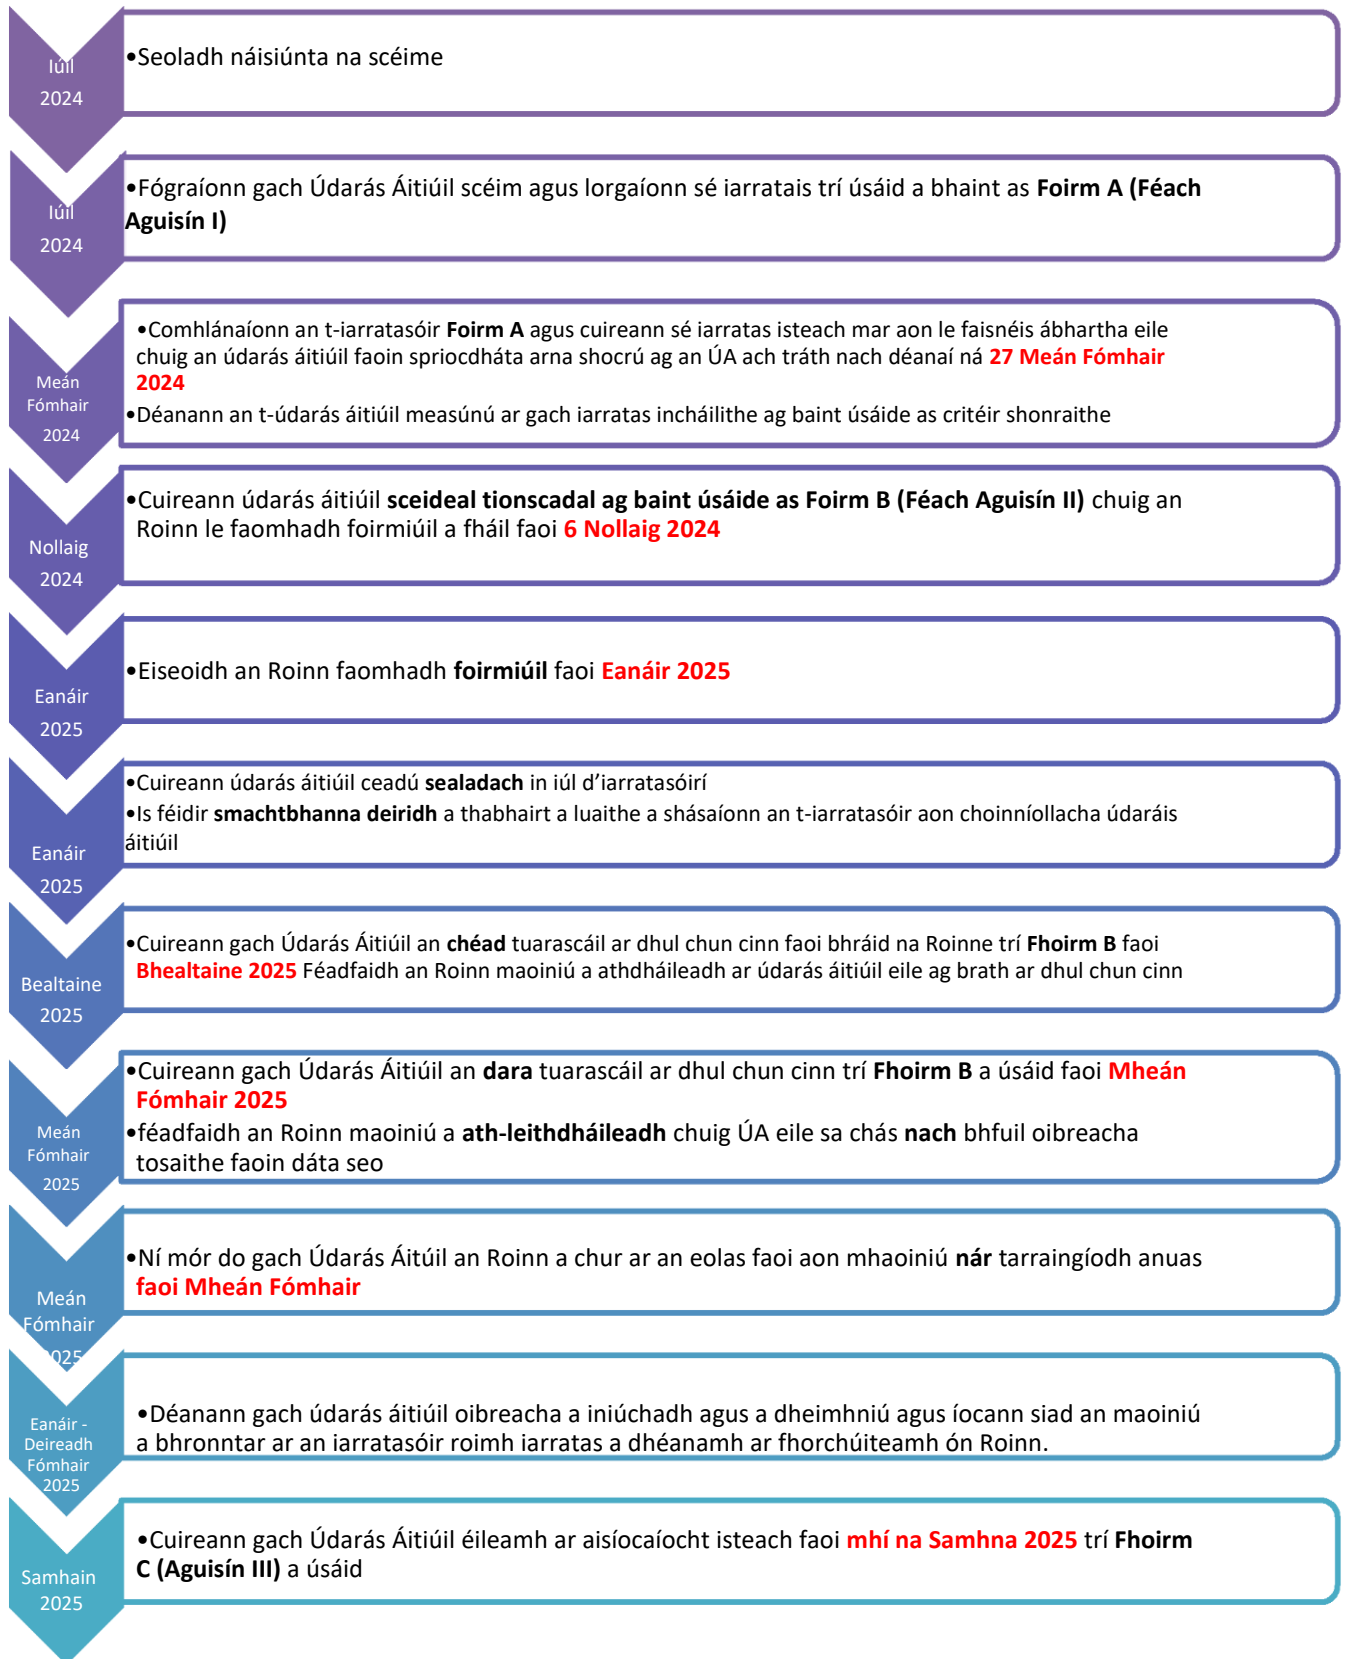 Iúil
2024
•Seoladh náisiúnta na scéime
Iúil
2024
•Fógraíonn gach Údarás Áitiúil scéim agus lorgaíonn sé iarratais trí úsáid a bhaint as Foirm A (Féach
Aguisín I)
Meán
Fómhair
2024
•Comhlánaíonn an t-iarratasóir Foirm A agus cuireann sé iarratas isteach mar aon le faisnéis ábhartha eile
chuig an údarás áitiúil faoin spriocdháta arna shocrú ag an ÚA ach tráth nach déanaí ná 27 Meán Fómhair
2024
•Déanann an t-údarás áitiúil measúnú ar gach iarratas incháilithe ag baint úsáide as critéir shonraithe
Nollaig
2024
•Cuireann údarás áitiúil sceideal tionscadal ag baint úsáide as Foirm B (Féach Aguisín II) chuig an
Roinn le faomhadh foirmiúil a fháil faoi 6 Nollaig 2024
Eanáir
2025
•Eiseoidh an Roinn faomhadh foirmiúil faoi Eanáir 2025
Eanáir
2025
•Cuireann údarás áitiúil ceadú sealadach in iúl d’iarratasóirí
•Is féidir smachtbhanna deiridh a thabhairt a luaithe a shásaíonn an t-iarratasóir aon choinníollacha údaráis
áitiúil
Bealtaine
2025
•Cuireann gach Údarás Áitiúil an chéad tuarascáil ar dhul chun cinn faoi bhráid na Roinne trí Fhoirm B faoi
Bhealtaine 2025 Féadfaidh an Roinn maoiniú a athdháileadh ar údarás áitiúil eile ag brath ar dhul chun cinn
Meán
Fómhair
2025
•Cuireann gach Údarás Áitiúil an dara tuarascáil ar dhul chun cinn trí Fhoirm B a úsáid faoi Mheán
Fómhair 2025
•féadfaidh an Roinn maoiniú a ath-leithdháileadh chuig ÚA eile sa chás nach bhfuil oibreacha
tosaithe faoin dáta seo
Meán
Fómhair
2025
•Ní mór do gach Údarás Áitúil an Roinn a chur ar an eolas faoi aon mhaoiniú nár tarraingíodh anuas
faoi Mheán Fómhair
Eanáir -
Deireadh
Fómhair
2025
•Déanann gach údarás áitiúil oibreacha a iniúchadh agus a dheimhniú agus íocann siad an maoiniú
a bhronntar ar an iarratasóir roimh iarratas a dhéanamh ar fhorchúiteamh ón Roinn.
Samhain
2025
•Cuireann gach Údarás Áitiúil éileamh ar aisíocaíocht isteach faoi mhí na Samhna 2025 trí Fhoirm
C (Aguisín III) a úsáid